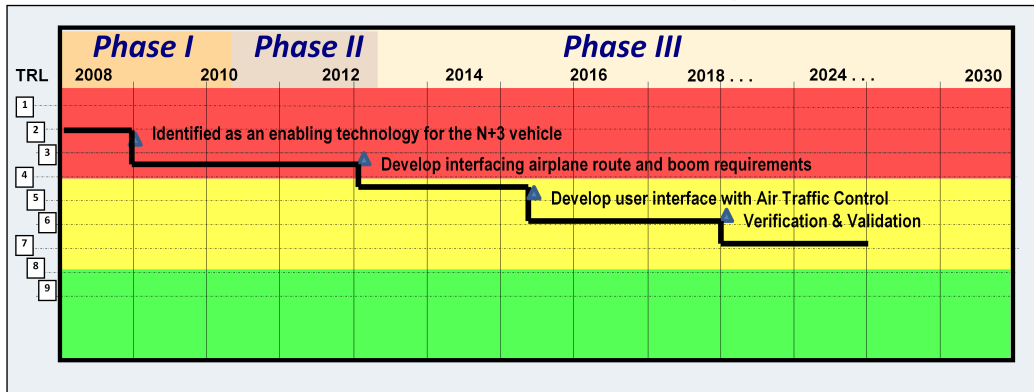 Phase I Phase II Phase III
TRL 2008 2010 2012 2014 2016 2018 . . . 2024 . . . 2030
1
2 Identified as an enabling technology for the N+3 vehicle
3 Develop interfacing airplane route and boom requirements
4
5 Develop user interface with Air Traffic Control
6 Verification & Validation
7
8
9